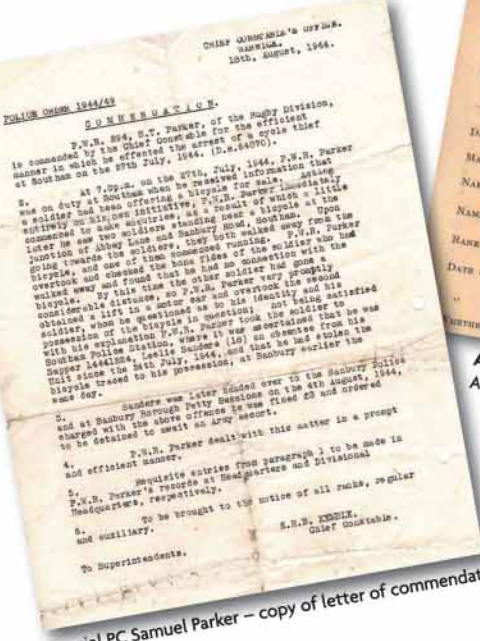 CHIEF CONSTABLE'S OFFICE.
WARWICK.
18th, August, 1944.
POLICE ORDER 1944/49
COMMENDATION.
P.W.R. 894, S.T. Parker, of the Rugby Division,
is commended by the Chief Constable for the efficient
manner in which he effected the arrest of a cycle thief
at Southam on the 27th July, 1944. (D.8.64070).
2. At 7.0p.m. on the 27th, July, 1944, P.W.R. Parker
was on duty at Southam when he received information that
a soldier had been offering a bicycle for sale. Acting
entirely on his own initiative, P.W.R. Parker immediately
commenced to make enquiries, as a result of which a little
later he saw two soldiers standing near a bicycle at the
junction of Abbey Lane and Banbury Road, Southam. Upon
going towards the soldiers, they both walked away from the
bicycle, and one of them commenced running. P.W.R. Parker
overtook and checked the bona fides of the soldier who had
walked away and found that he had no connection with the
bicycle. By this time the other soldier had gone a
considerable distance, so P.W.R. Parker very promptly
obtained a lift in a motor car and overtook the second
soldier, whom he questioned as to his identity and his
possession of the bicycle in question; not being satisfied
with his explanation P.W.R. Parker took the soldier to
Southam Police Station, where it was ascertained that he was
Sapper Leslie Sanders (18) an absentee from his
Unit since the 24th July, 1944, and that he had stolen the
bicycle traced to his possession, at Banbury earlier the
same day.
3. Sanders was later handed over to the Banbury Police
and at Banbury Borough Petty Sessions on the 4th August, 1944,
charged with the above offence he was fined £3 and ordered
to be detained to await an Army escort.
4. P.W.R. Parker dealt with this matter in a prompt
and efficient manner.
5. Requisite entries from paragraph 1 to be made in
P.W.R. Parker's records at Headquarters and Divisional
Headquarters, respectively.
6. To be brought to the notice of all ranks, regular
and auxiliary.
KEMBLE.
Chief Constable.
To Superintendents.
PC Samuel Parker – copy of letter of